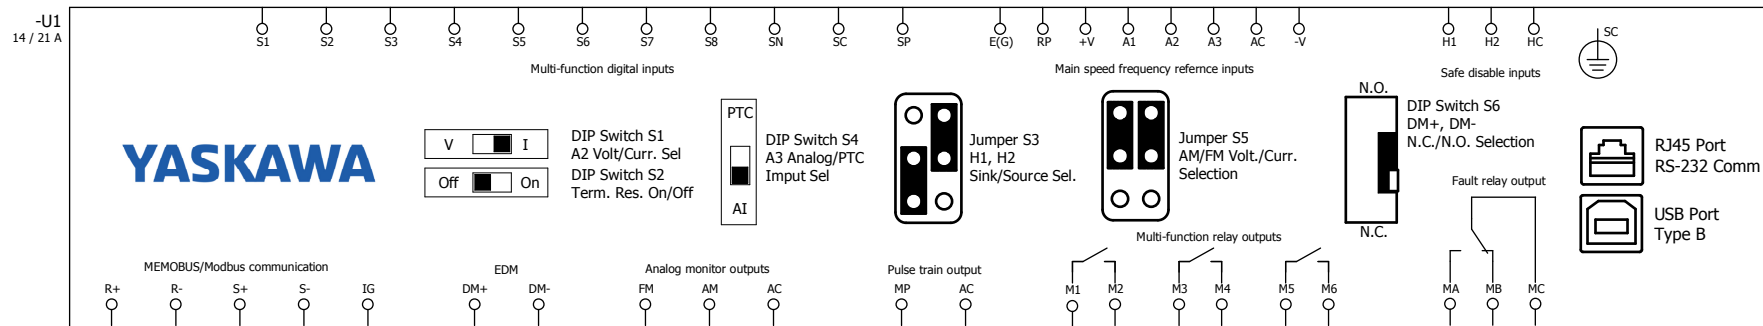 -U1
14 / 21 A
S1 S2 S3 S4 S5 S6 S7 S8 SN SC SP E(G) RP +V A1 A2 A3 AC -V H1 H2 HC
SC
Multi-function digital inputs
Main speed frequency refernce inputs
Safe disable inputs
YASKAWA
V I
DIP Switch S1
A2 Volt/Curr. Sel
Off On
DIP Switch S2
Term. Res. On/Off
PTC
AI
DIP Switch S4
A3 Analog/PTC
Imput Sel
Jumper S3
H1, H2
Sink/Source Sel.
Jumper S5
AM/FM Volt./Curr.
Selection
N.O.
N.C.
DIP Switch S6
DM+, DM-
N.C./N.O. Selection
RJ45 Port
RS-232 Comm
USB Port
Type B
MEMOBUS/Modbus communication
EDM
Analog monitor outputs
Pulse train output
Multi-function relay outputs
Fault relay output
R+ R- S+ S- IG DM+ DM- FM AM AC MP AC M1 M2 M3 M4 M5 M6 MA MB MC